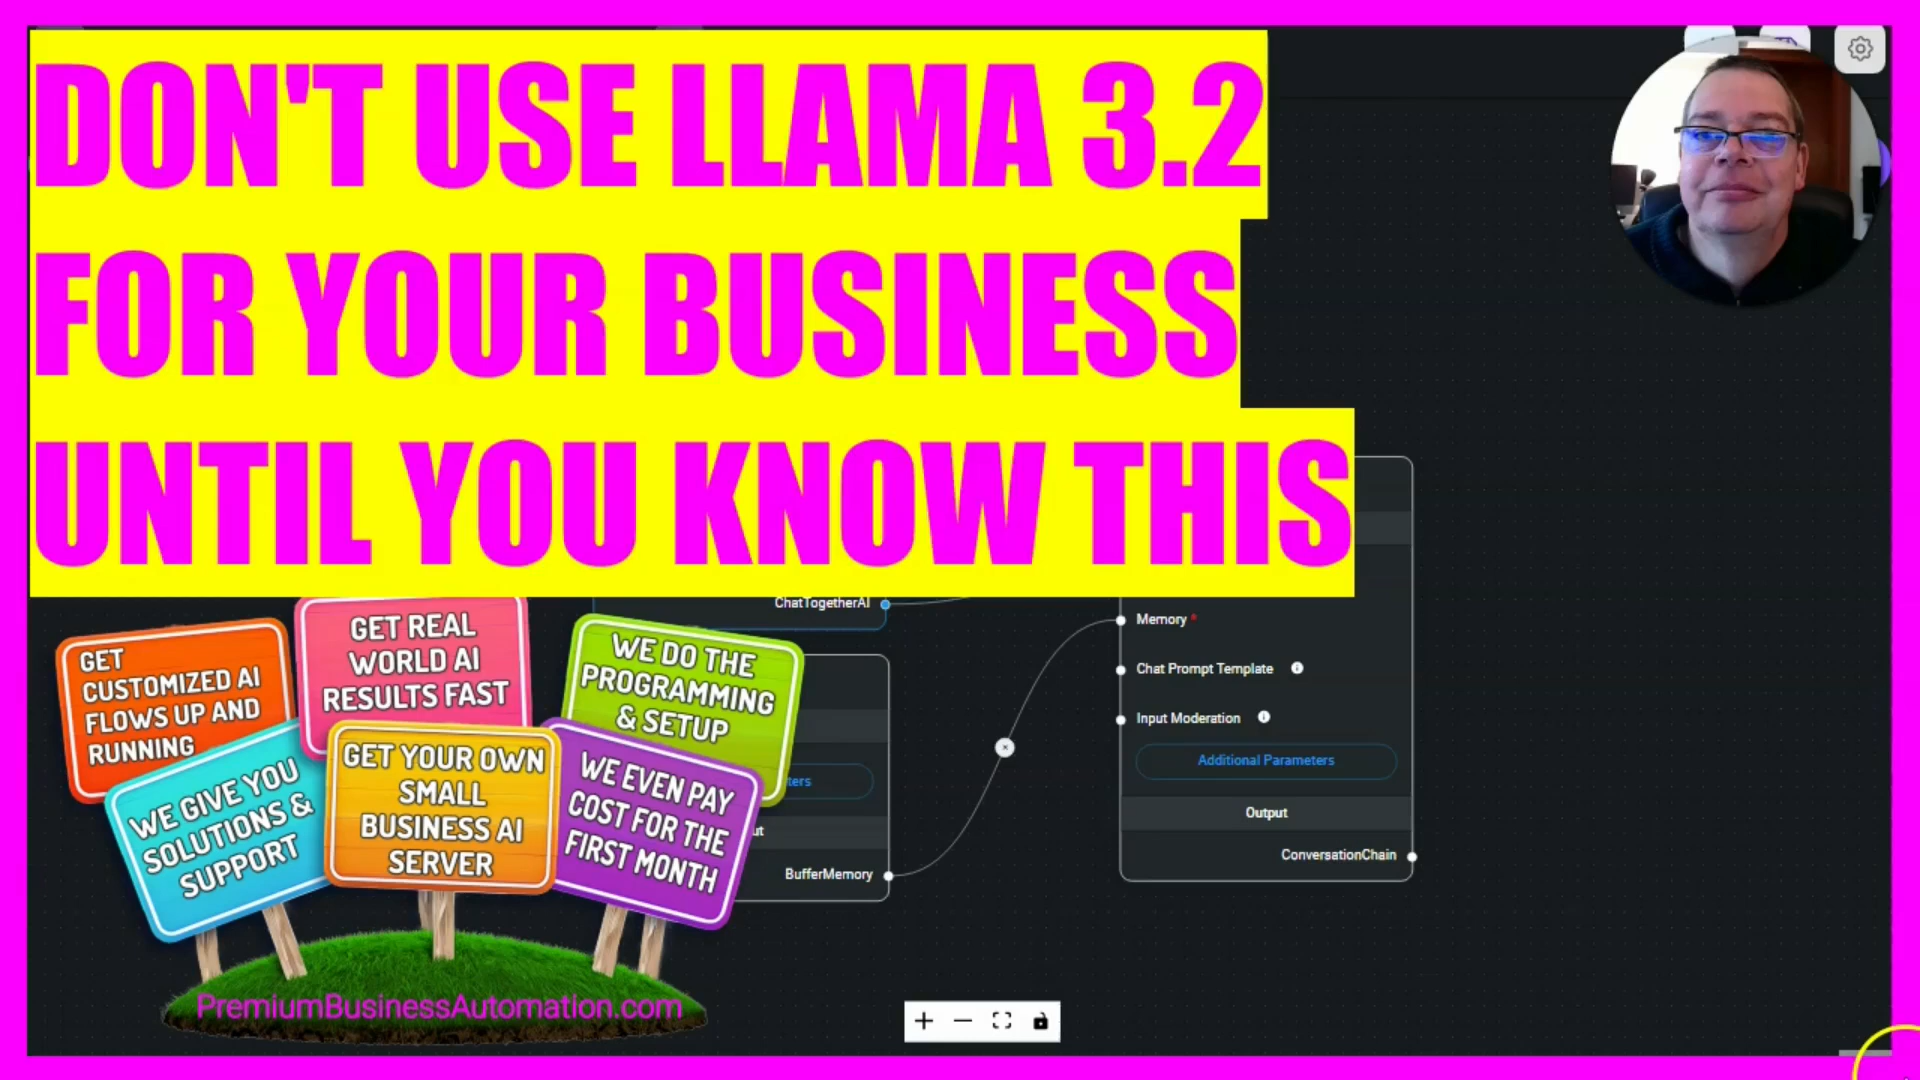 DON'T USE LLAMA 3.2
FOR YOUR BUSINESS
UNTIL YOU KNOW THIS
ChatTogetherAI
Memory *
Chat Prompt Template
Input Moderation
Additional Parameters
Output
ConversationChain
BufferMemory
GET
CUSTOMIZED AI
FLOWS UP AND
RUNNING
GET REAL
WORLD AI
RESULTS FAST
WE DO THE
PROGRAMMING
& SETUP
WE GIVE YOU
SOLUTIONS &
SUPPORT
GET YOUR OWN
SMALL
BUSINESS AI
SERVER
WE EVEN PAY
COST FOR THE
FIRST MONTH
PremiumBusinessAutomation.com